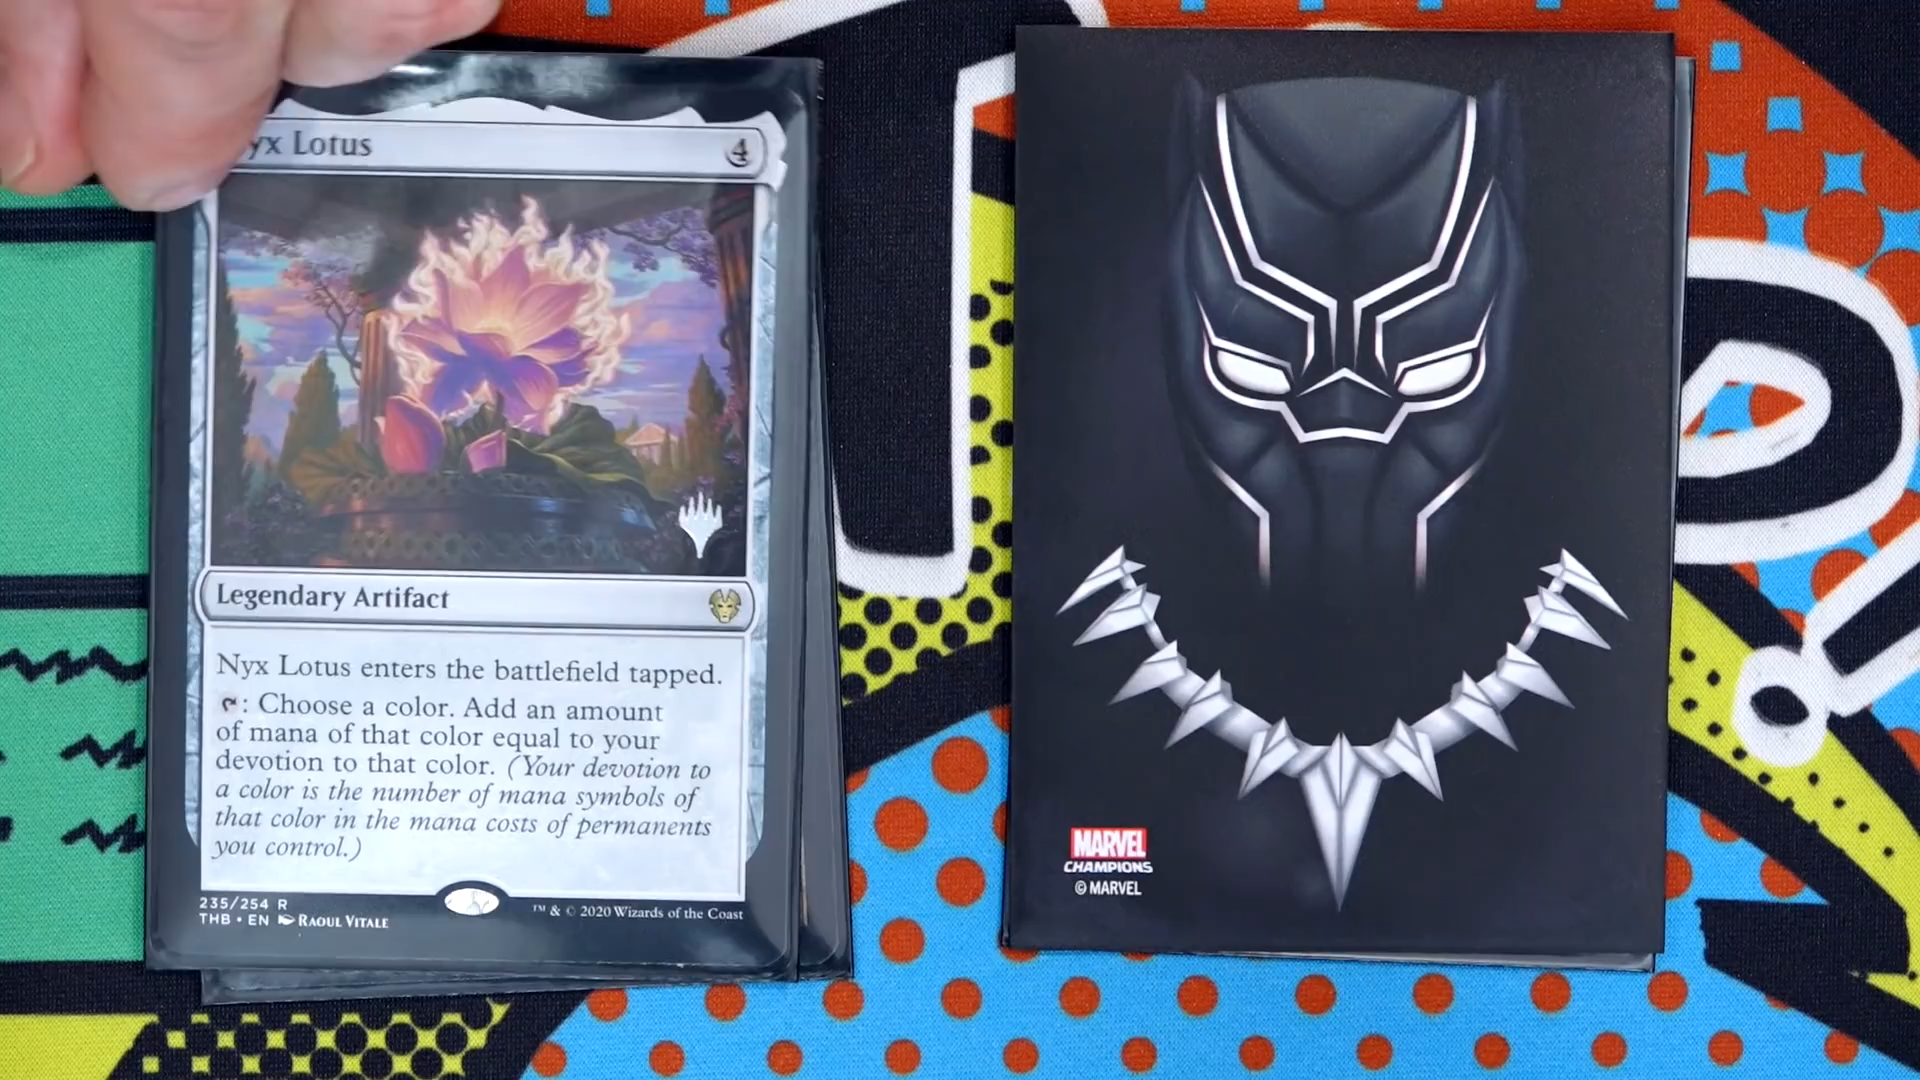 yx Lotus 4
Legendary Artifact
Nyx Lotus enters the battlefield tapped.
: Choose a color. Add an amount
of mana of that color equal to your
devotion to that color. (Your devotion to
a color is the number of mana symbols of
that color in the mana costs of permanents
you control.)
235/254 R
THB • EN RAOUL VITALE
™ & © 2020 Wizards of the Coast
MARVEL
CHAMPIONS
© MARVEL